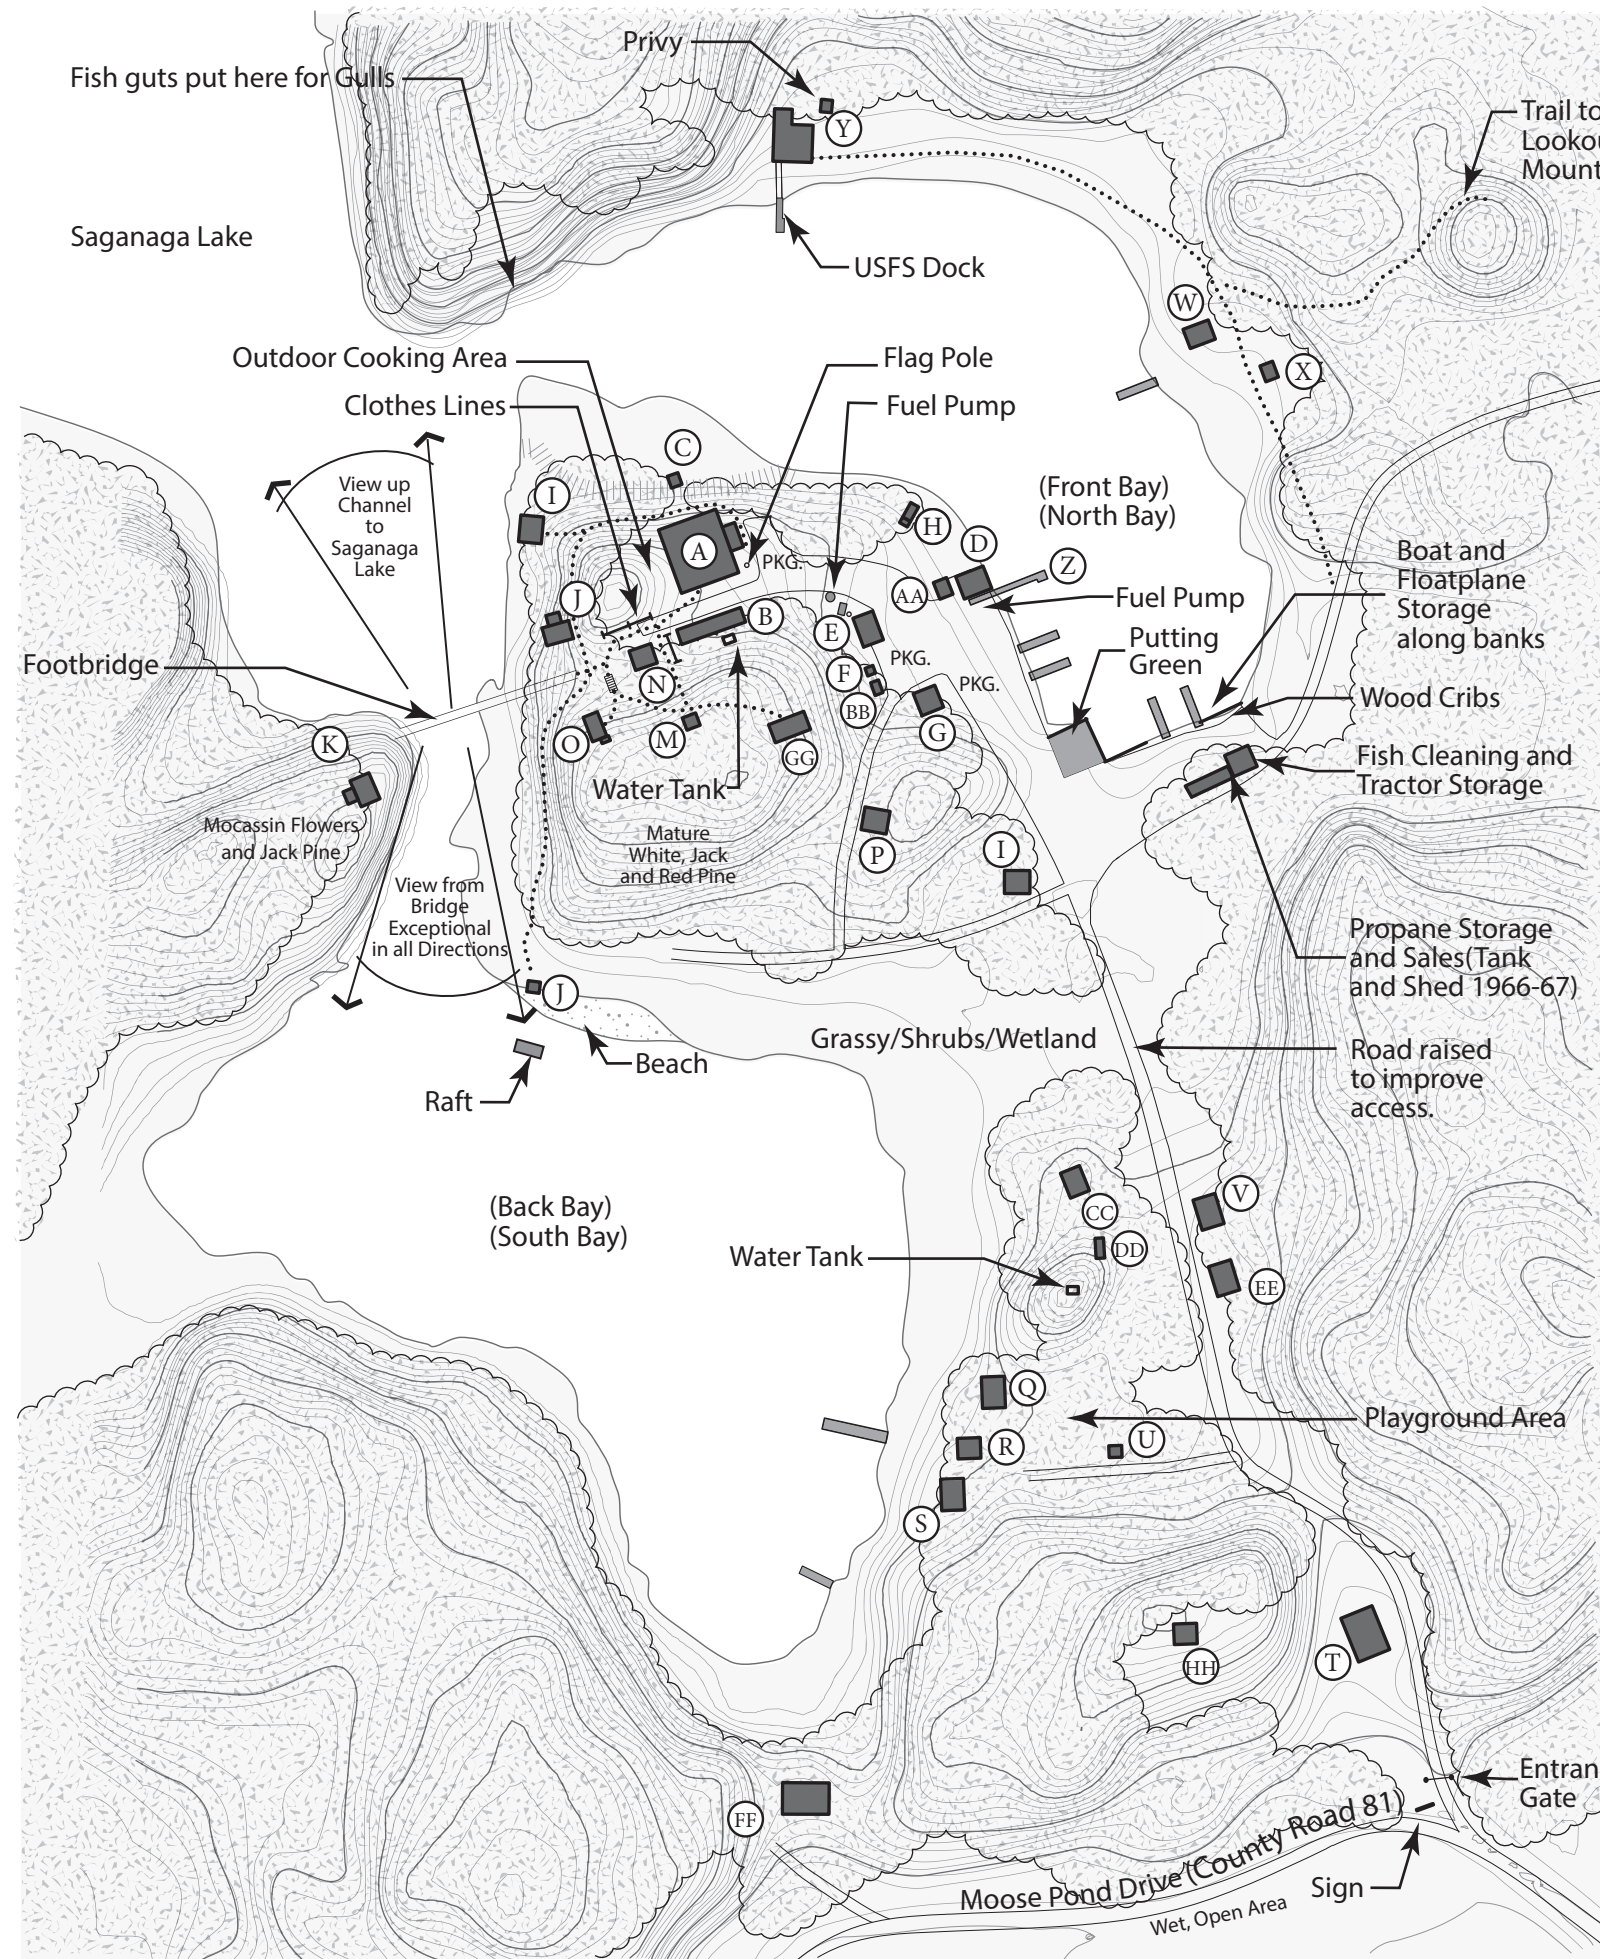 Privy
Fish guts put here for Gulls
Trail to
Y
Saganaga Lake
USFS Dock
W
X
Outdoor Cooking Area
Flag Pole
Clothes Lines
Fuel Pump
C
I
View up
Channel
to
Saganaga
Lake
(Front Bay)
(North Bay)
H
D
A
PKG.
Z
AA
Boat and
Floatplane
Storage
along banks
J
B
E
Fuel Pump
Putting
Green
Footbridge
PKG.
F
PKG.
N
BB
Wood Cribs
K
O
M
GG
G
Fish Cleaning and
Tractor Storage
Water Tank
Mocassin Flowers
and Jack Pine
Mature
White, Jack
and Red Pine
P
I
View from
Bridge
Exceptional
in all Directions
Propane Storage
and Sales(Tank
and Shed 1966-67)
J
Grassy/Shrubs/Wetland
Beach
Raft
Road raised
to improve
access.
(Back Bay)
(South Bay)
CC
V
Water Tank
DD
EE
Q
Playground Area
R
U
S
HH
T
Gate
FF
Moose Pond Drive (County Road 81)
Sign
Wet, Open Area